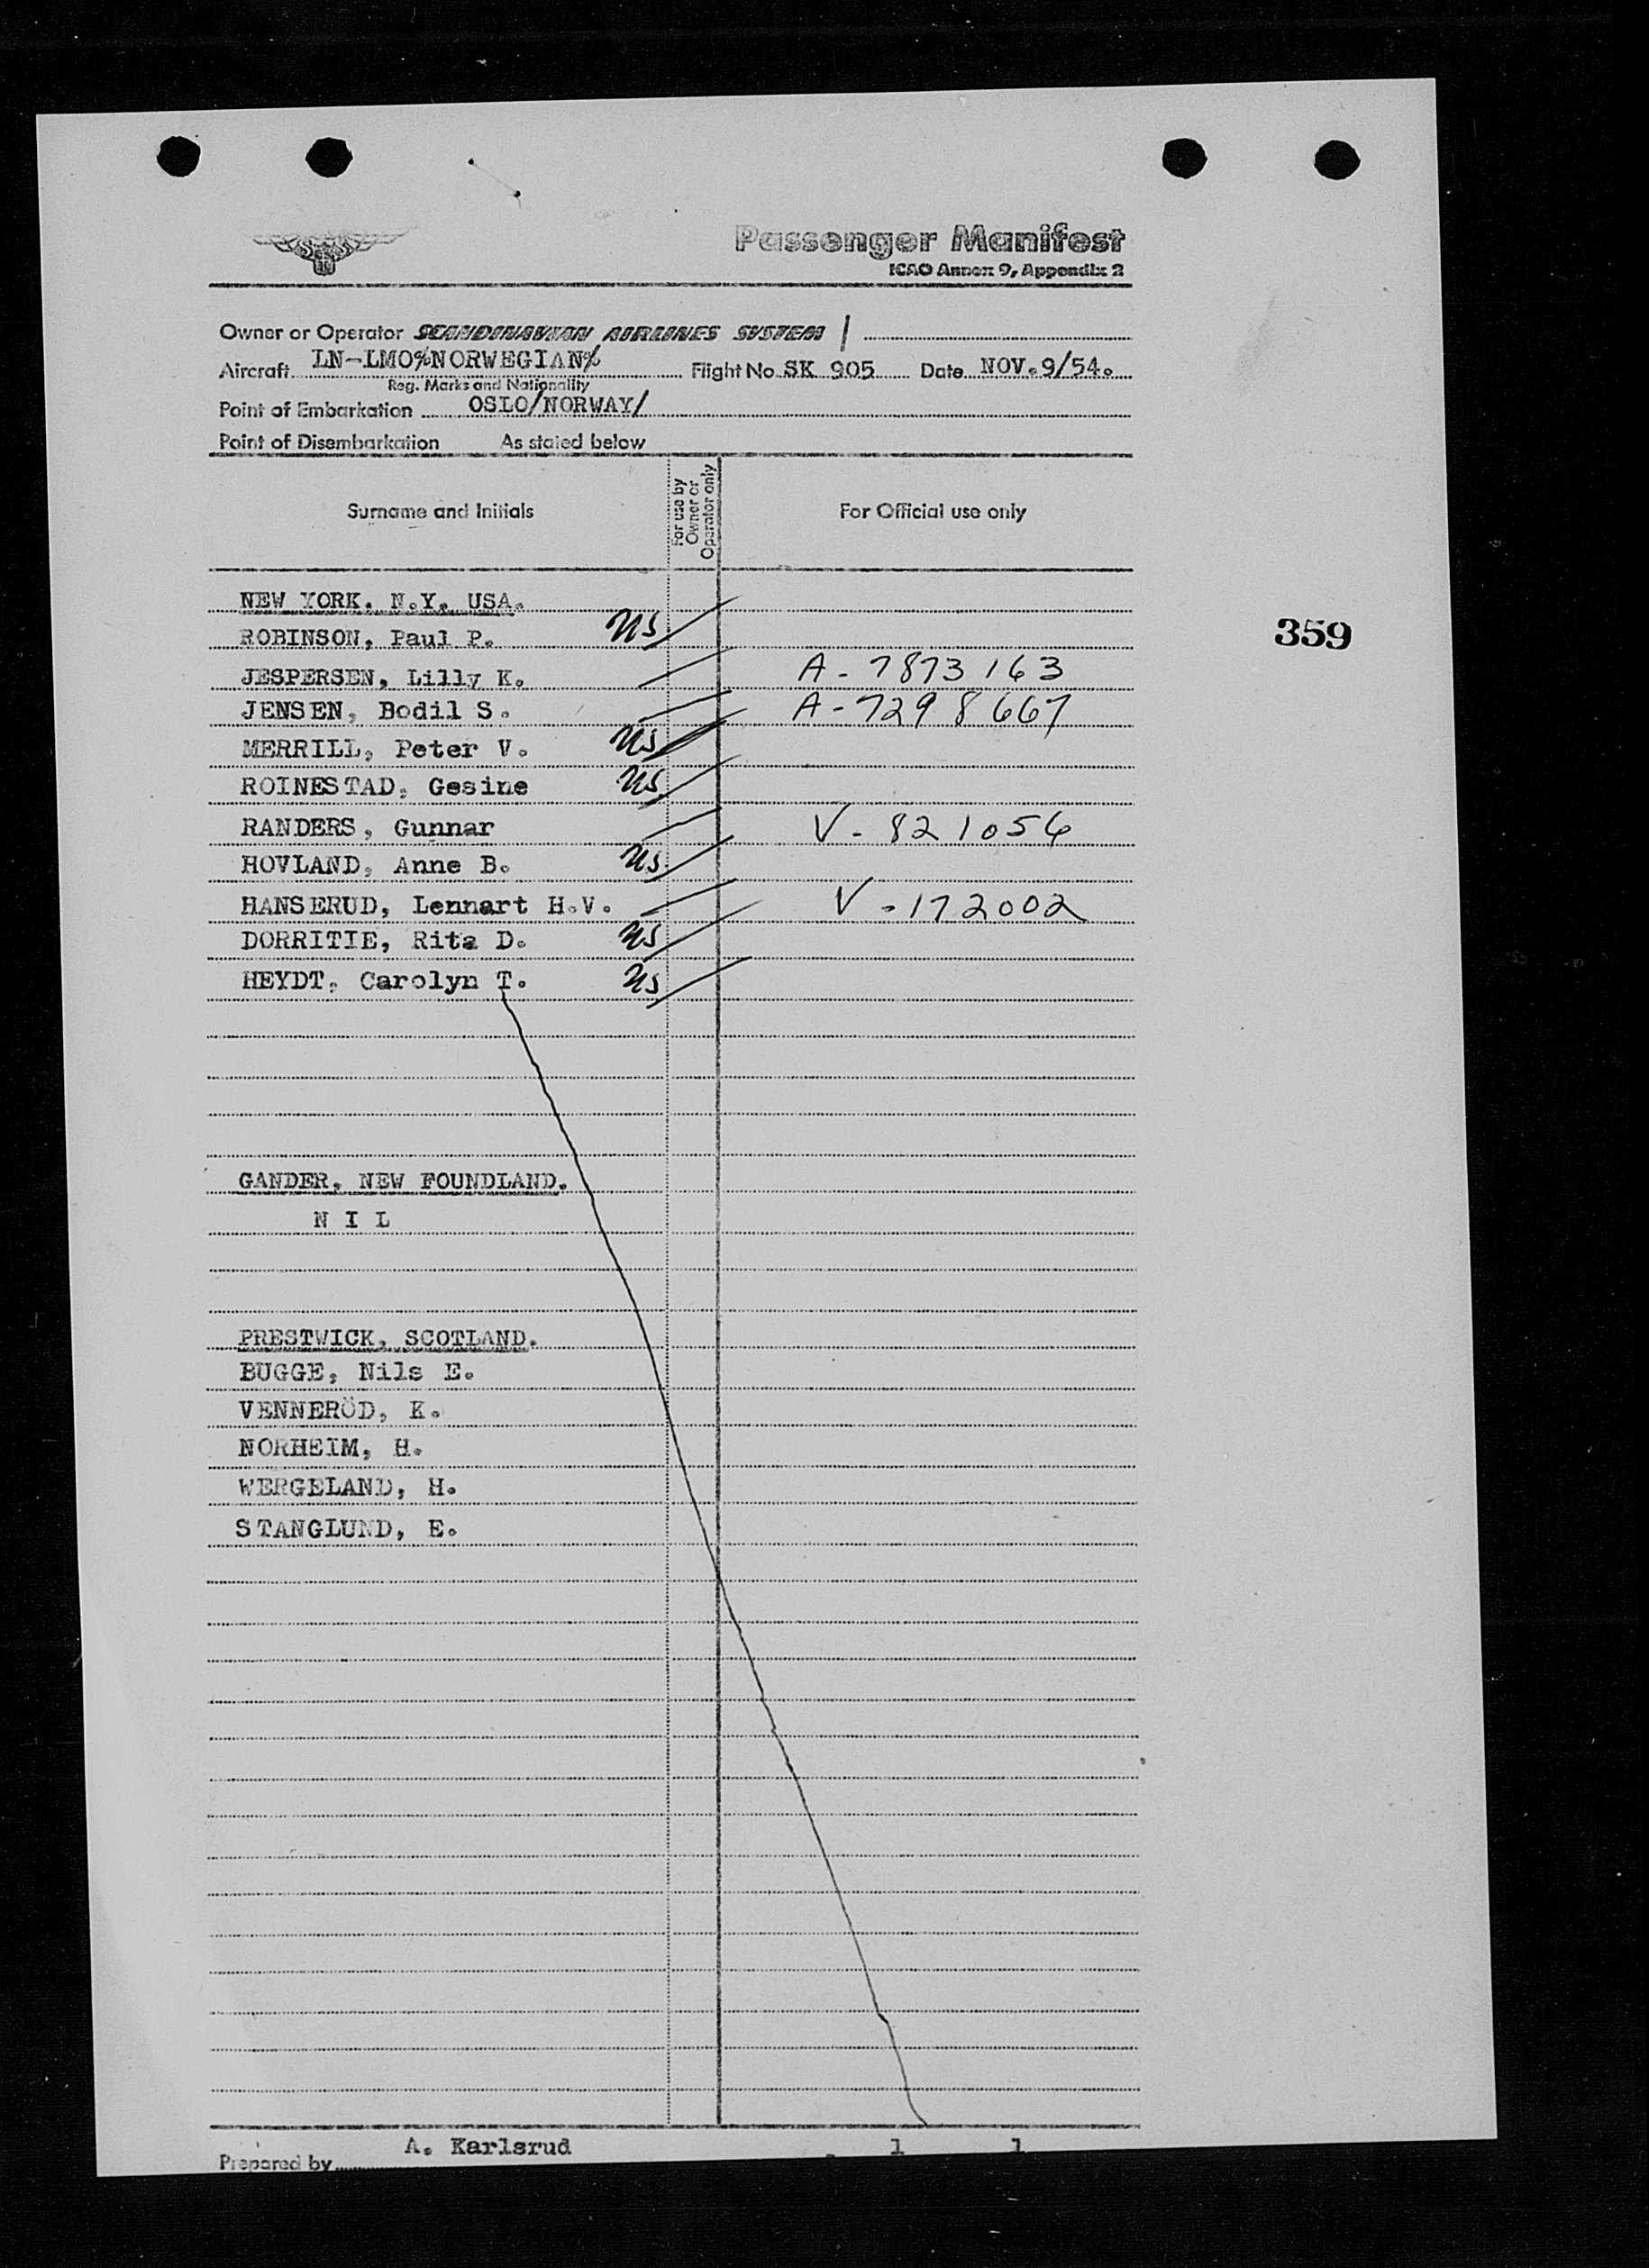 Passenger Manifest
ICAO Annex 9, Appendix 2
Owner or Operator SCANDINAVIAN AIRLINES SYSTEM
Aircraft LN-LMO%NORWEGIAN% Flight No. SK 905 Date NOV.9/54.
Reg. Marks and Nationality
Point of Embarkation OSLO/NORWAY/
Point of Disembarkation As stated below
Surname and Initials For use by Owner or Operator only For Official use only
NEW YORK, N.Y. USA.
359
ROBINSON, Paul P. US
JESPERSEN, Lilly K. A-7873163
JENSEN, Bodil S. A-7298667
MERRILL, Peter V. US
ROINESTAD, Gesine US
RANDERS, Gunnar V-821056
HOVLAND, Anne B. US
HANSERUD, Lennart H.V. V-172002
DORRITIE, Rita D. US
HEYDT, Carolyn T. US
GANDER, NEW FOUNDLAND.
N I L
PRESTWICK, SCOTLAND.
BUGGE, Nils E.
VENNERÖD, K.
NORHEIM, H.
WERGELAND, H.
STANGLUND, E.
A. Karlsrud 1 1
Prepared by